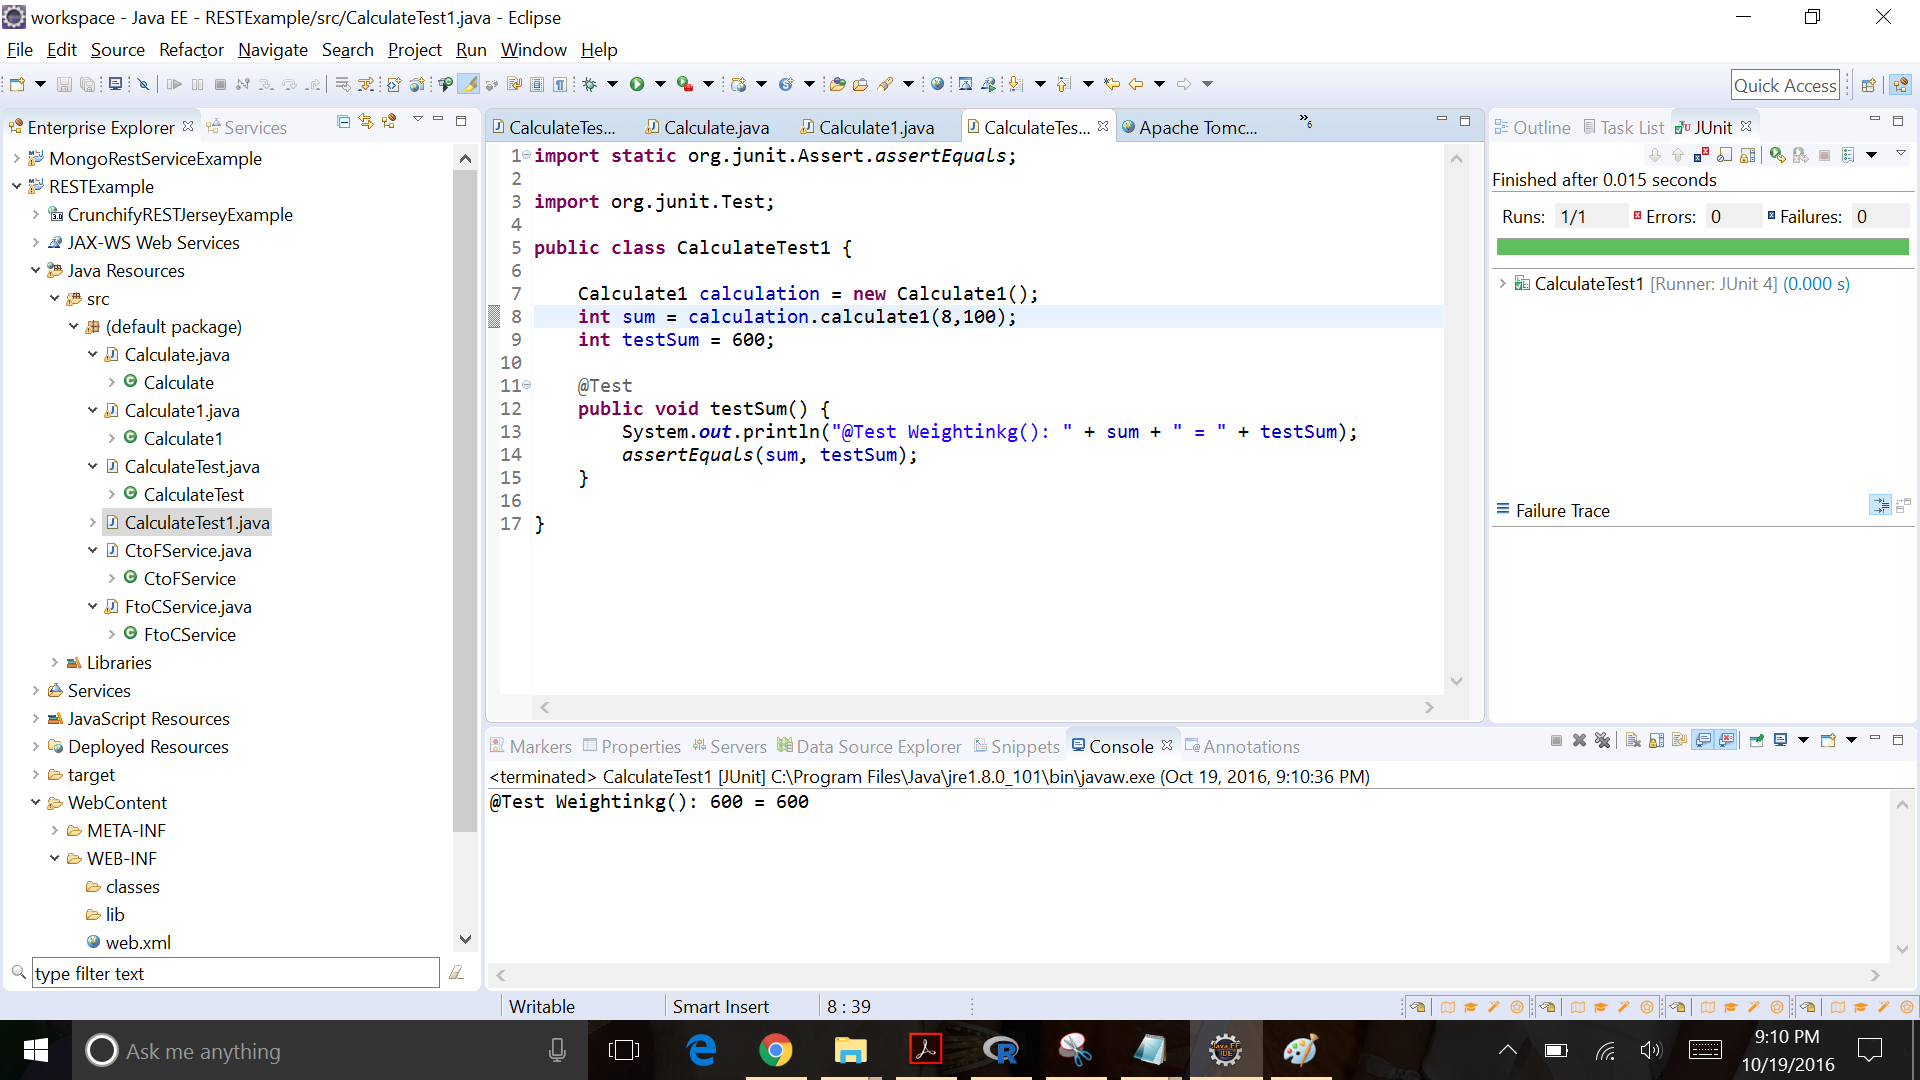 workspace - Java EE - RESTExample/src/CalculateTest1.java - Eclipse
File Edit Source Refactor Navigate Search Project Run Window Help
Quick Access
Enterprise Explorer
Services
MongoRestServiceExample
RESTExample
CrunchifyRESTJerseyExample
JAX-WS Web Services
Java Resources
src
(default package)
Calculate.java
Calculate
Calculate1.java
Calculate1
CalculateTest.java
CalculateTest
CalculateTest1.java
CtoFService.java
CtoFService
FtoCService.java
FtoCService
Libraries
Services
JavaScript Resources
Deployed Resources
target
WebContent
META-INF
WEB-INF
classes
lib
web.xml
type filter text
CalculateTes... Calculate.java Calculate1.java CalculateTes... Apache Tomc... »6
1 import static org.junit.Assert.assertEquals;
2
3 import org.junit.Test;
4
5 public class CalculateTest1 {
6
7 Calculate1 calculation = new Calculate1();
8 int sum = calculation.calculate1(8,100);
9 int testSum = 600;
10
11 @Test
12 public void testSum() {
13 System.out.println("@Test Weightinkg(): " + sum + " = " + testSum);
14 assertEquals(sum, testSum);
15 }
16
17 }
Outline Task List JUnit
Finished after 0.015 seconds
Runs: 1/1 Errors: 0 Failures: 0
CalculateTest1 [Runner: JUnit 4] (0.000 s)
Failure Trace
Markers Properties Servers Data Source Explorer Snippets Console Annotations
<terminated> CalculateTest1 [JUnit] C:\Program Files\Java\jre1.8.0_101\bin\javaw.exe (Oct 19, 2016, 9:10:36 PM)
@Test Weightinkg(): 600 = 600
Writable Smart Insert 8 : 39
Ask me anything
9:10 PM
10/19/2016